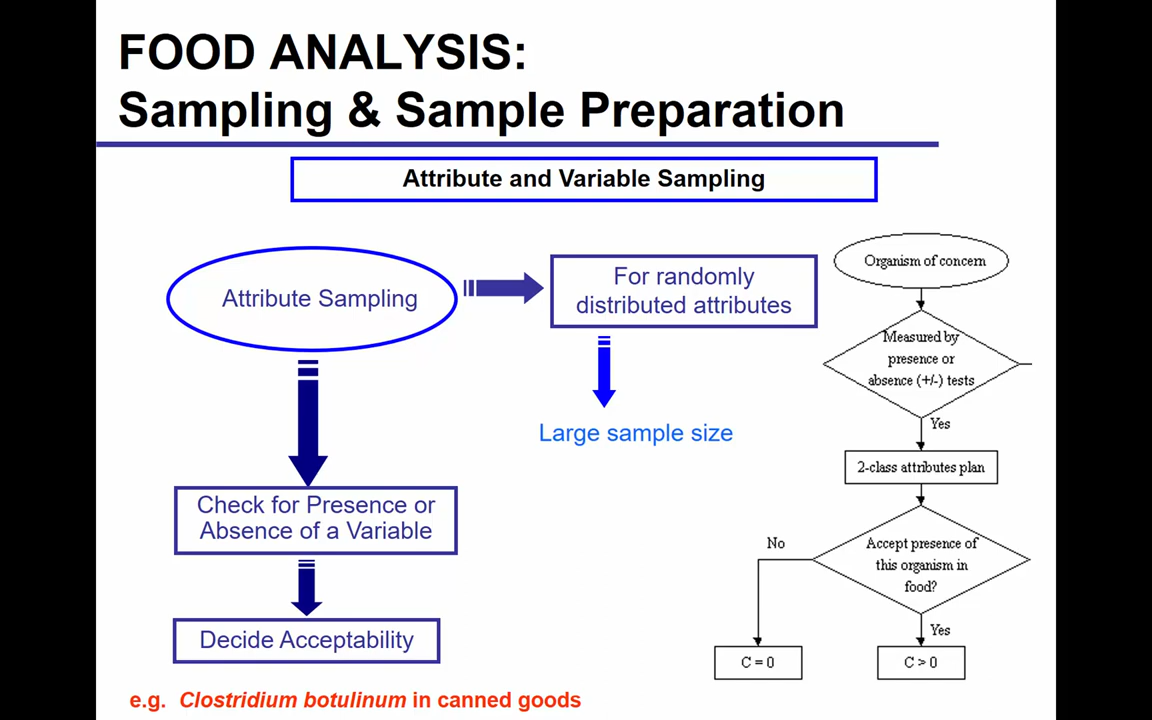 FOOD ANALYSIS:
Sampling & Sample Preparation
Attribute and Variable Sampling
Attribute Sampling
For randomly
distributed attributes
Large sample size
Check for Presence or
Absence of a Variable
Decide Acceptability
e.g. Clostridium botulinum in canned goods
Organism of concern
Measured by
presence or
absence (+/-) tests
Yes
2-class attributes plan
Accept presence of
this organism in
food?
No
Yes
C = 0
C > 0